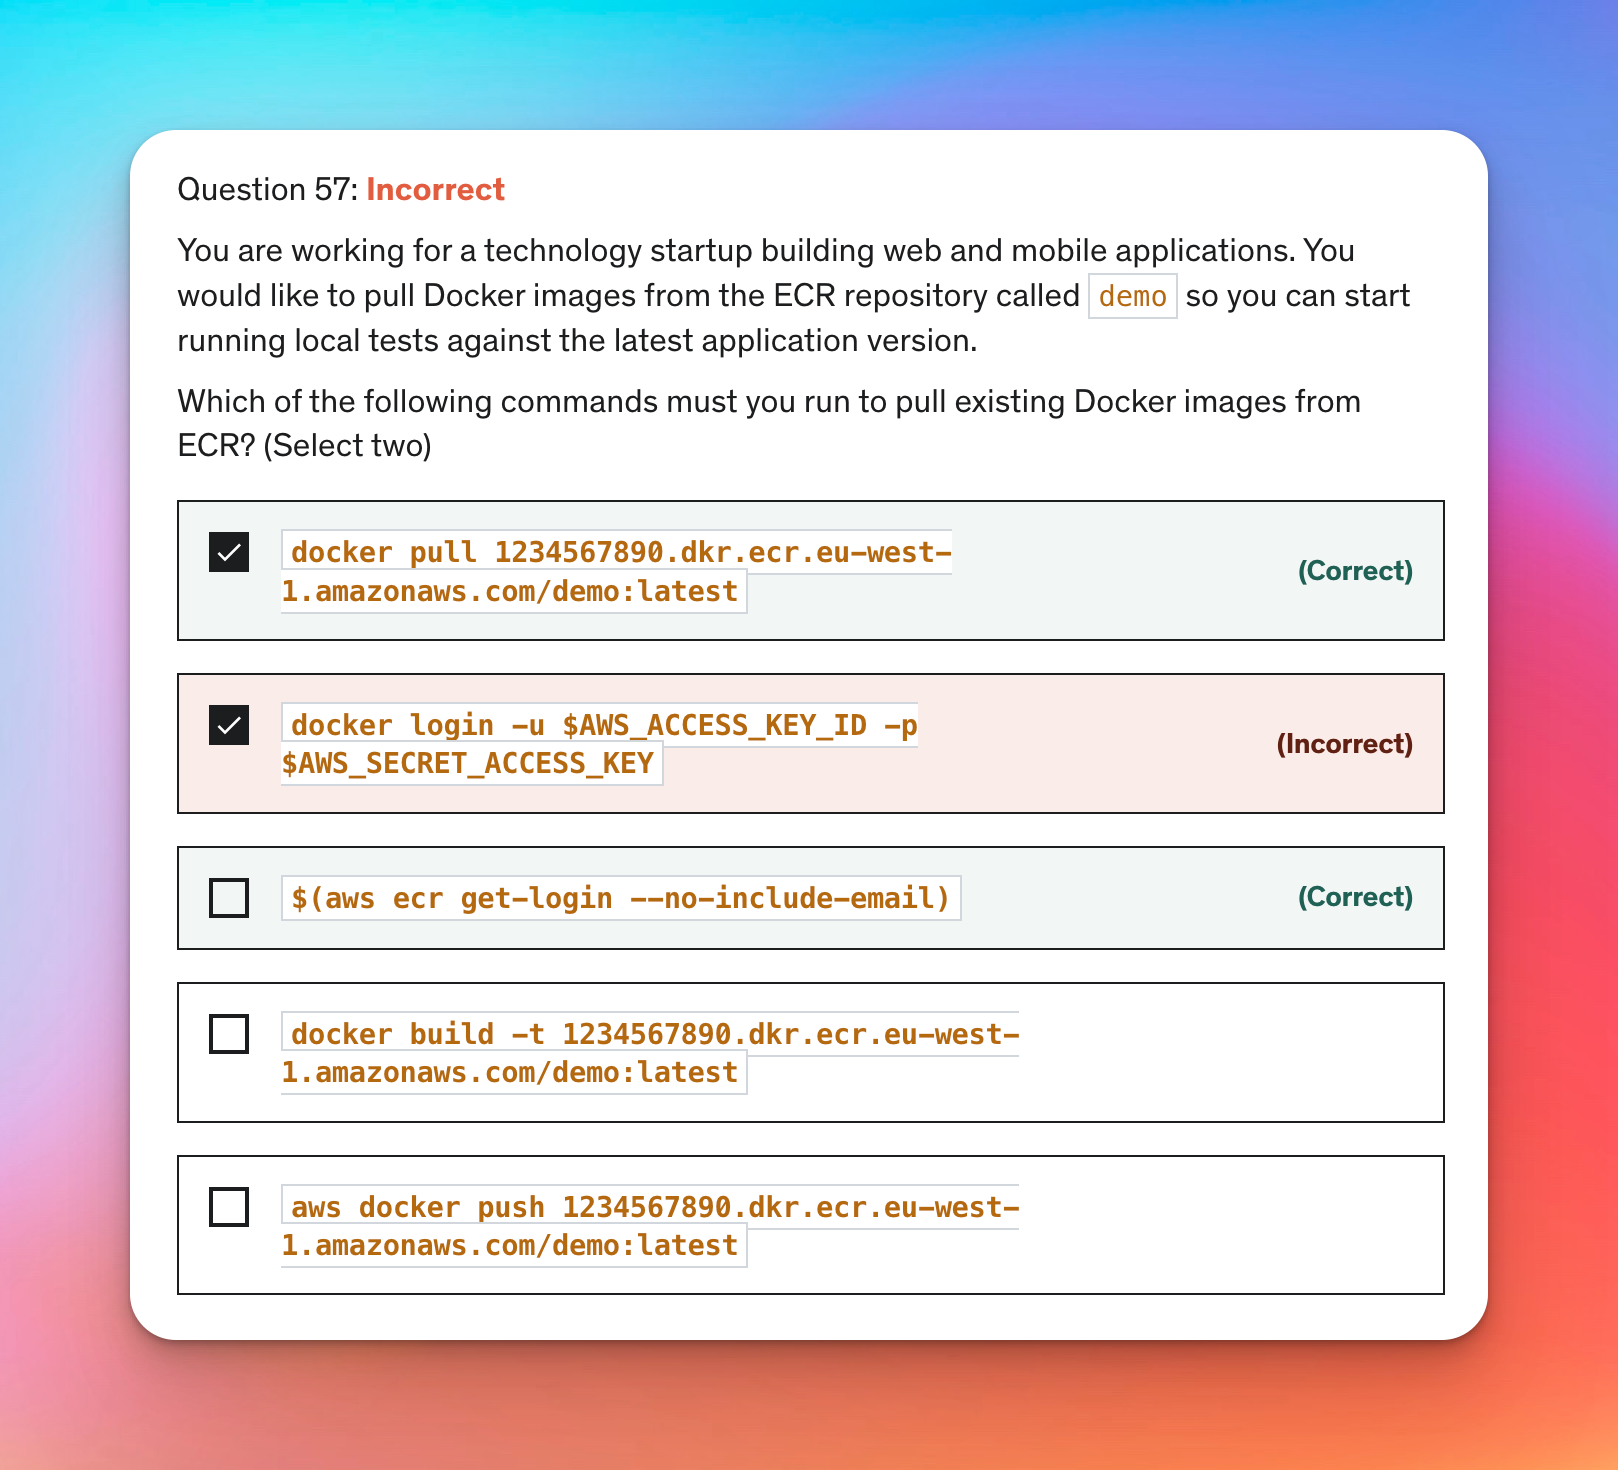 Question 57: Incorrect
You are working for a technology startup building web and mobile applications. You
would like to pull Docker images from the ECR repository called demo so you can start
running local tests against the latest application version.
Which of the following commands must you run to pull existing Docker images from
ECR? (Select two)
docker pull 1234567890.dkr.ecr.eu-west-
1.amazonaws.com/demo:latest
(Correct)
docker login -u $AWS_ACCESS_KEY_ID -p
$AWS_SECRET_ACCESS_KEY
(Incorrect)
$(aws ecr get-login --no-include-email)
(Correct)
docker build -t 1234567890.dkr.ecr.eu-west-
1.amazonaws.com/demo:latest
aws docker push 1234567890.dkr.ecr.eu-west-
1.amazonaws.com/demo:latest